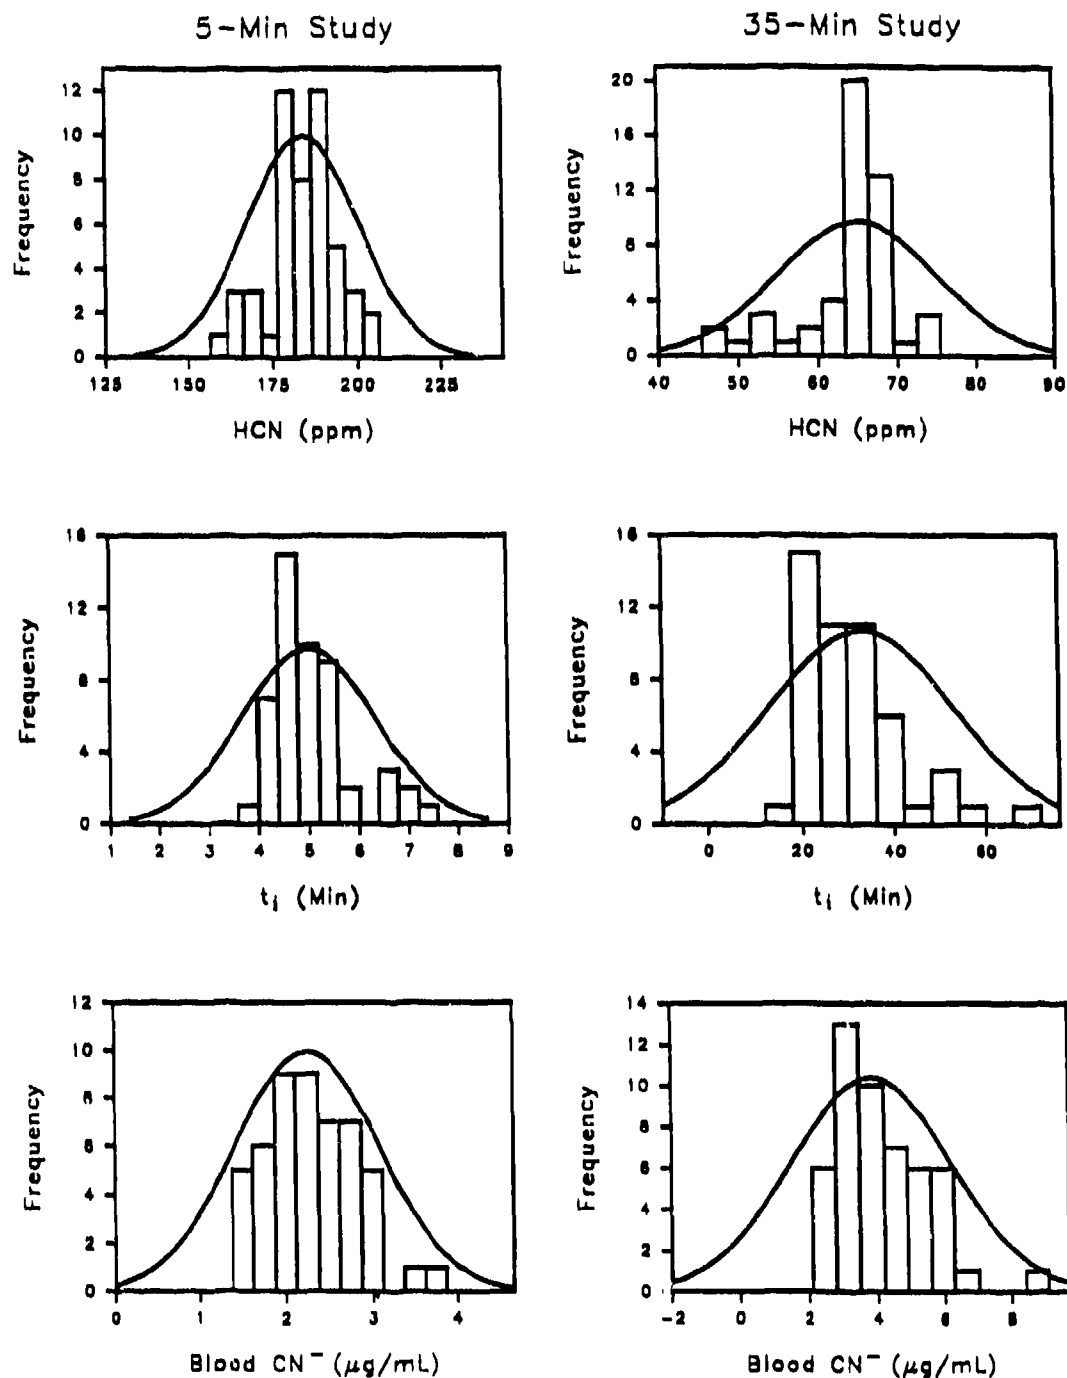 5-Min Study
35-Min Study
12
10
8
6
4
2
0
Frequency
125 150 175 200 225
HCN (ppm)
20
16
12
8
4
0
Frequency
40 50 60 70 80 90
HCN (ppm)
16
12
8
4
0
Frequency
1 2 3 4 5 6 7 8 9
tᵢ (Min)
16
12
8
4
0
Frequency
0 20 40 60
tᵢ (Min)
12
10
8
6
4
2
0
Frequency
0 1 2 3 4
Blood CN⁻ (μg/mL)
14
12
10
8
6
4
2
0
Frequency
-2 0 2 4 6 8
Blood CN⁻ (μg/mL)